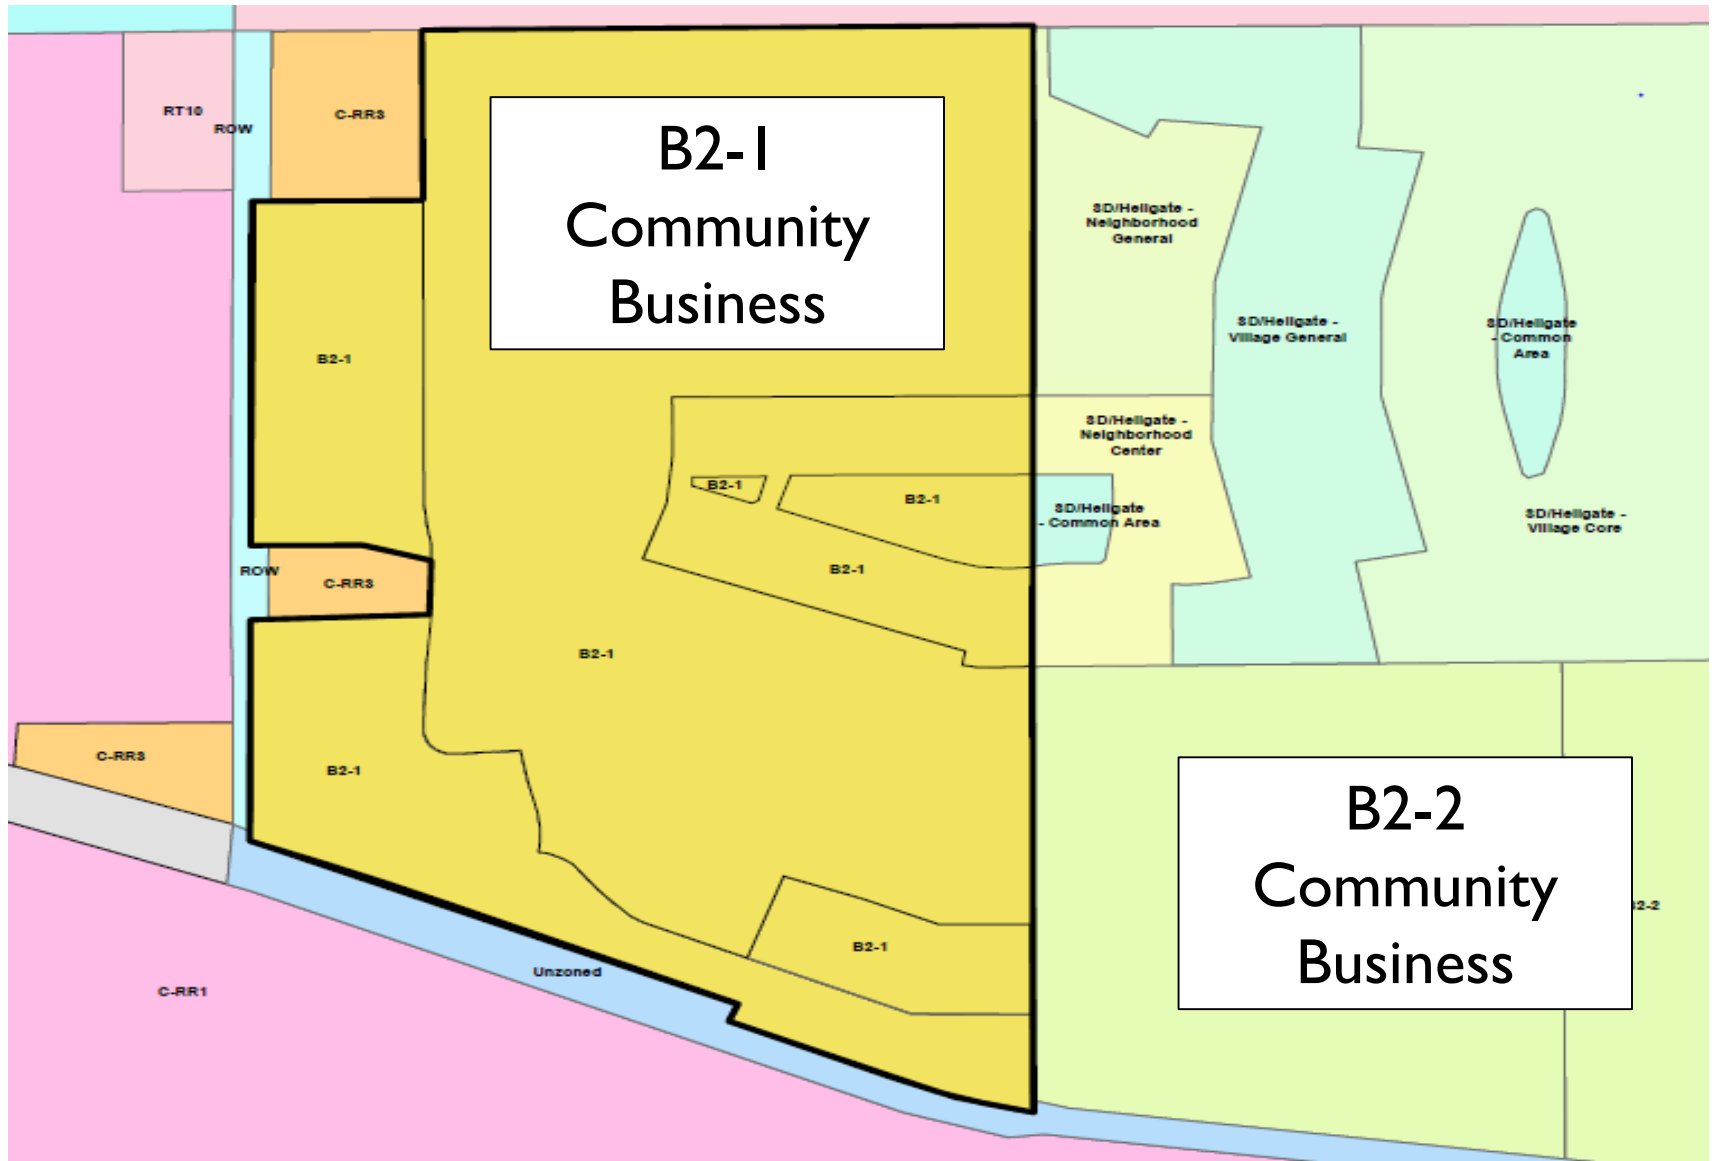 RT10
ROW
C-RR3
B2-1
Community
Business
SD/Hellgate -
Neighborhood
General
SD/Hellgate -
Village General
SD/Hellgate
- Common
Area
B2-1
SD/Hellgate -
Neighborhood
Center
B2-1
B2-1
SD/Hellgate
- Common Area
SD/Hellgate -
Village Core
ROW
C-RR3
B2-1
B2-1
C-RR3
B2-1
B2-2
Community
Business
B2-2
B2-1
Unzoned
C-RR1